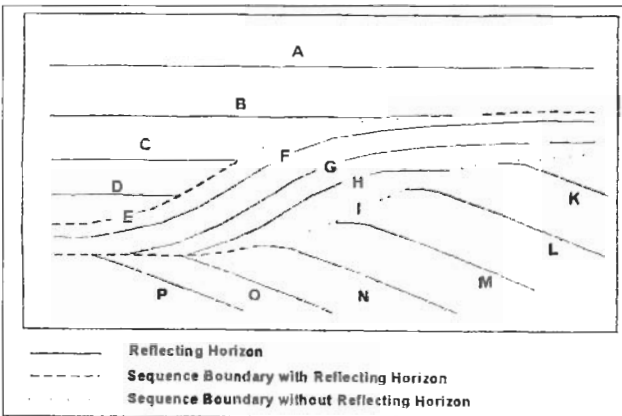 A
B
C
F
G
D
H
K
E
I
L
P
O
N
M
Reflecting Horizon
Sequence Boundary with Reflecting Horizon
Sequence Boundary without Reflecting Horizon